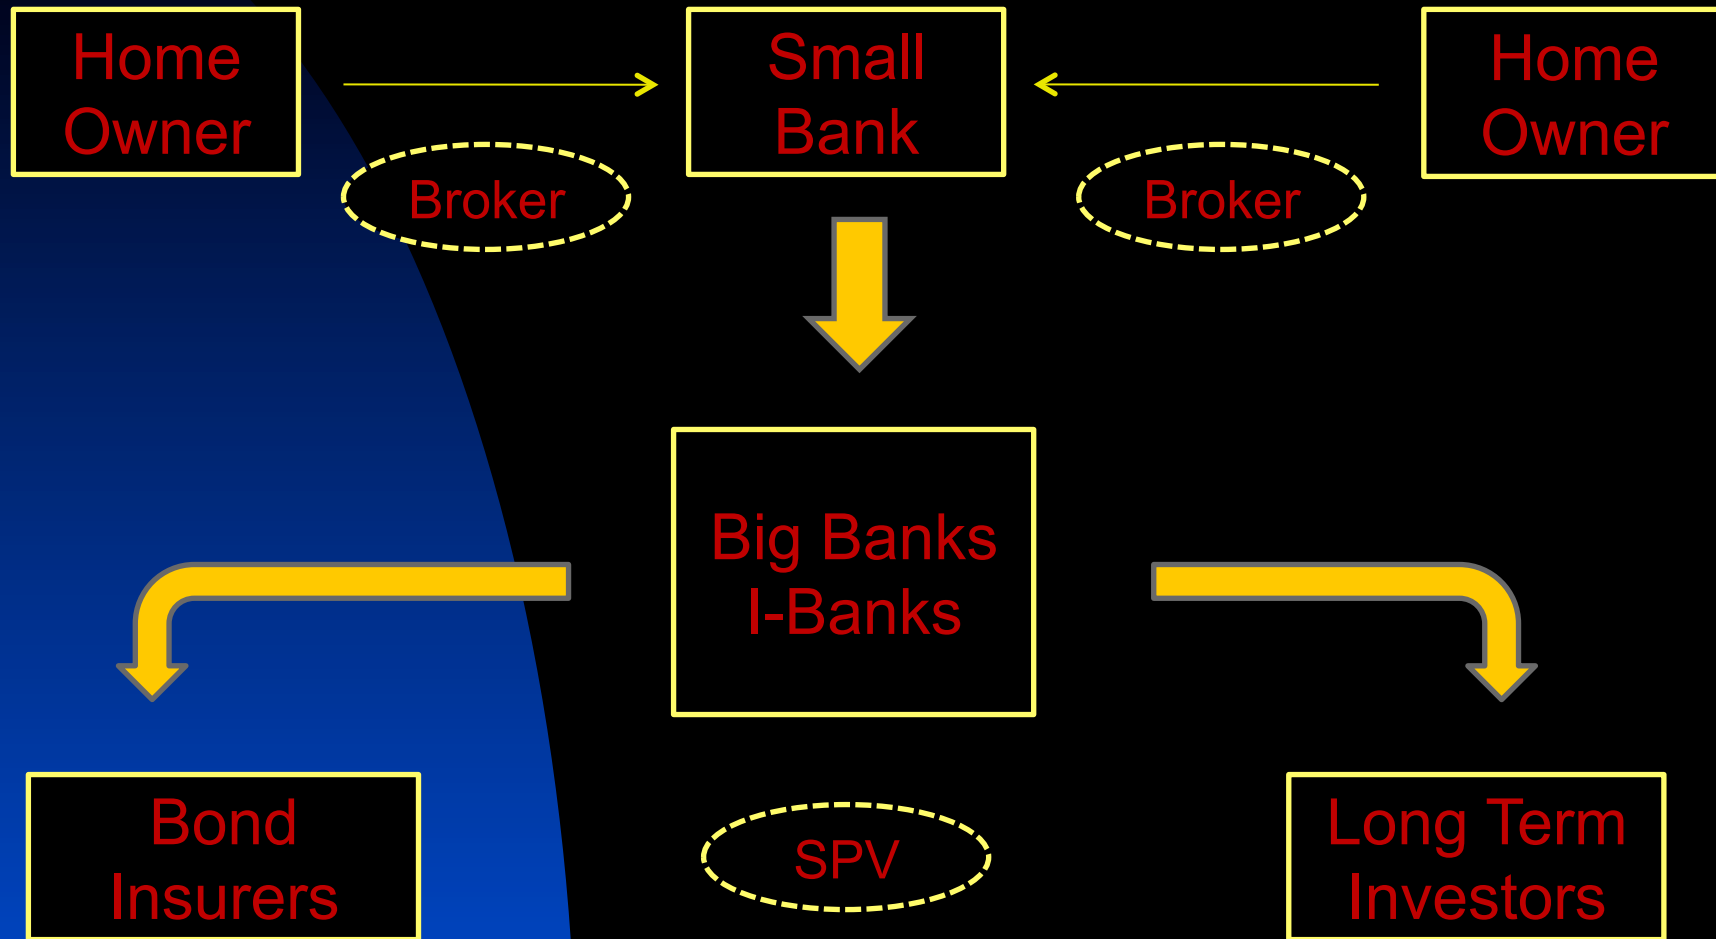 Home
Owner
Small
Bank
Home
Owner
Broker
Broker
Big Banks
I-Banks
Bond
Insurers
SPV
Long Term
Investors